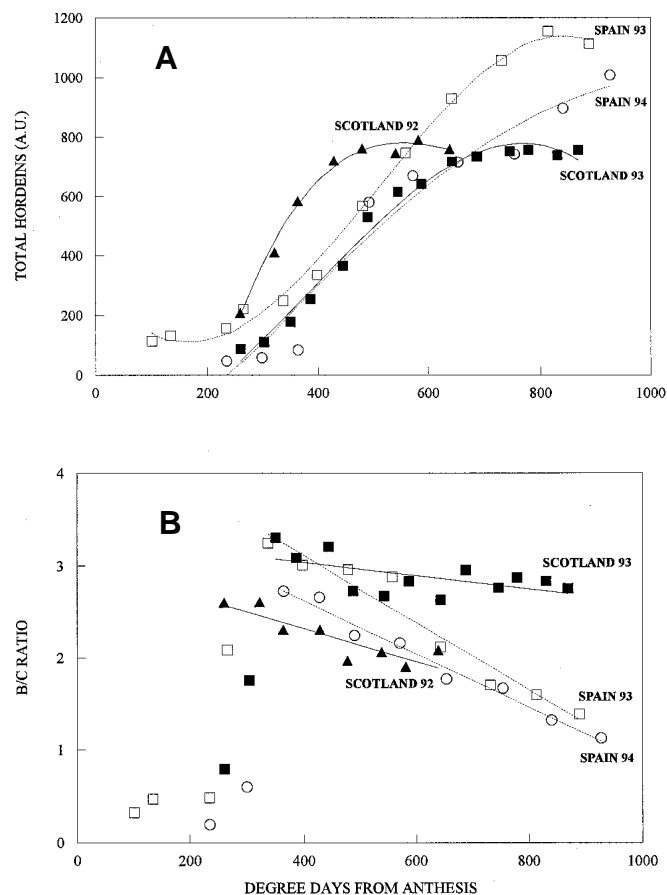 1200
1000
800
600
400
200
0
TOTAL HORDEINS (A.U.)
A
SPAIN 93
SPAIN 94
SCOTLAND 92
SCOTLAND 93
0 200 400 600 800 1000
4
3
2
1
0
B/C RATIO
B
SCOTLAND 93
SCOTLAND 92
SPAIN 93
SPAIN 94
0 200 400 600 800 1000
DEGREE DAYS FROM ANTHESIS